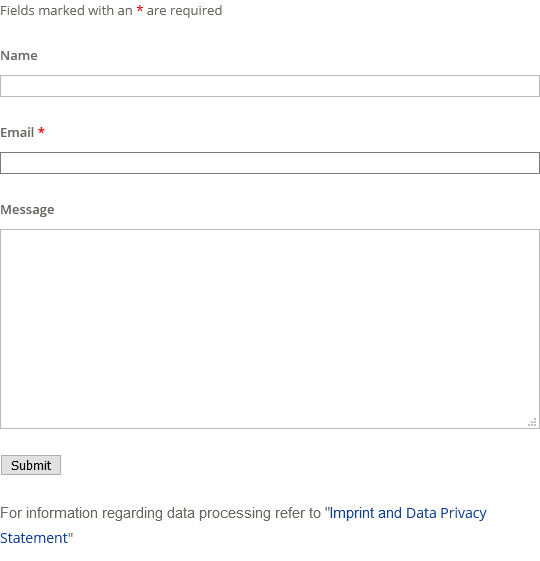 Fields marked with an * are required
Name
Email *
Message
Submit
For information regarding data processing refer to "Imprint and Data Privacy
Statement"